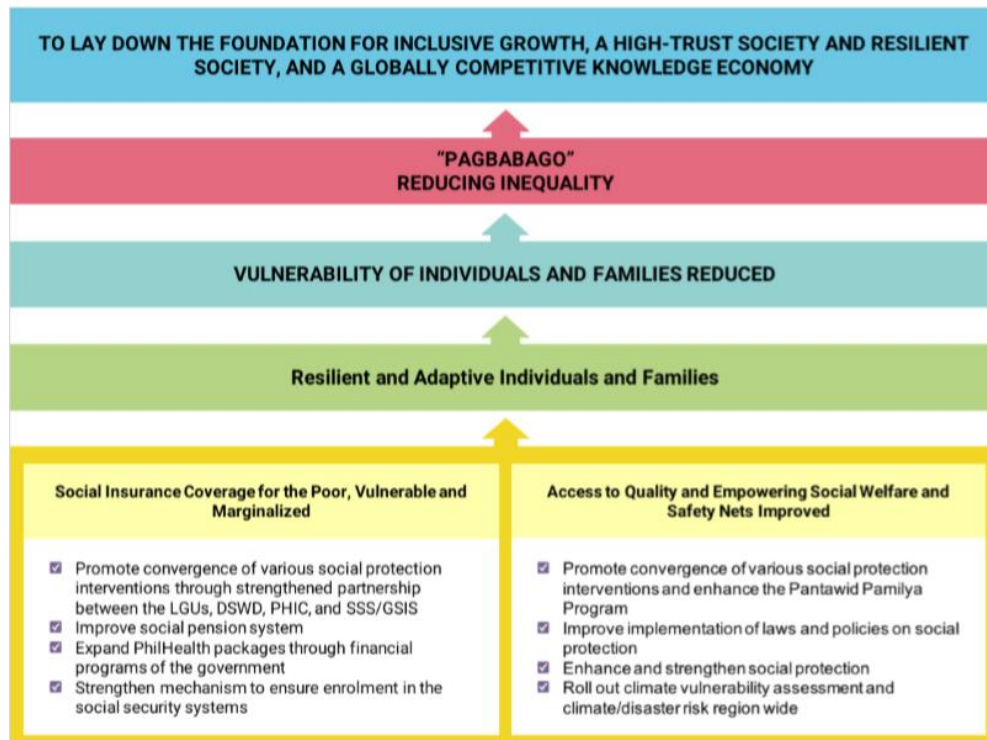 TO LAY DOWN THE FOUNDATION FOR INCLUSIVE GROWTH, A HIGH-TRUST SOCIETY AND RESILIENT
SOCIETY, AND A GLOBALLY COMPETITIVE KNOWLEDGE ECONOMY
“PAGBABAGO”
REDUCING INEQUALITY
VULNERABILITY OF INDIVIDUALS AND FAMILIES REDUCED
Resilient and Adaptive Individuals and Families
Social Insurance Coverage for the Poor, Vulnerable and
Marginalized
Promote convergence of various social protection
interventions through strengthened partnership
between the LGUs, DSWD, PHIC, and SSS/GSIS
Improve social pension system
Expand PhilHealth packages through financial
programs of the government
Strengthen mechanism to ensure enrolment in the
social security systems
Access to Quality and Empowering Social Welfare and
Safety Nets Improved
Promote convergence of various social protection
interventions and enhance the Pantawid Pamilya
Program
Improve implementation of laws and policies on social
protection
Enhance and strengthen social protection
Roll out climate vulnerability assessment and
climate/disaster risk region wide